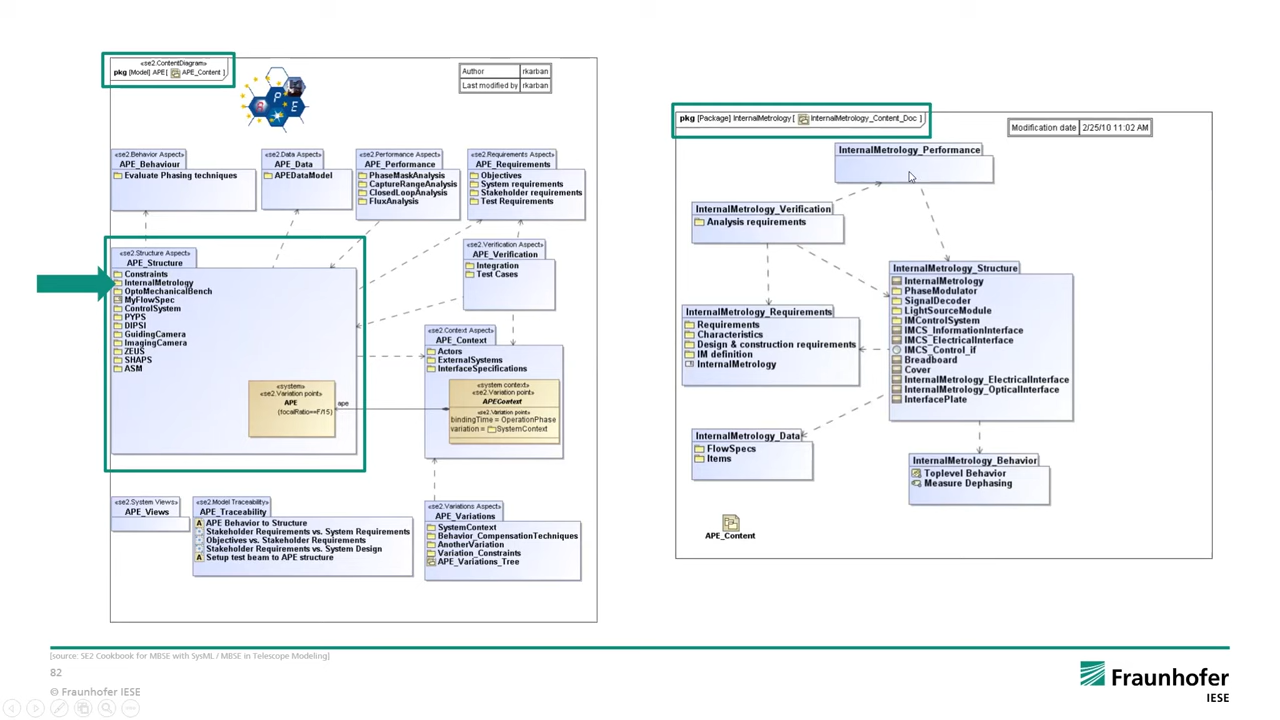 «se2.ContentDiagram»
pkg [Model] APE[ APE_Content ]
A P E
Author rkarban
Last modified by rkarban
«se2.Behavior Aspect»
APE_Behaviour
Evaluate Phasing techniques
«se2.Data Aspect»
APE_Data
APEDataModel
«se2.Performance Aspect»
APE_Performance
PhaseMaskAnalysis
CaptureRangeAnalysis
ClosedLoopAnalysis
FluxAnalysis
«se2.Requirements Aspect»
APE_Requirements
Objectives
System requirements
Stakeholder requirements
Test Requirements
«se2.Structure Aspect»
APE_Structure
Constraints
InternalMetrology
OptoMechanicalBench
MyFlowSpec
ControlSystem
PYPS
DIPSI
GuidingCamera
ImagingCamera
ZEUS
SHAPS
ASM
«system»
«se2.Variation point»
APE
(focalRatio==F/15)
ape
«se2.Verification Aspect»
APE_Verification
Integration
Test Cases
«se2.Context Aspect»
APE_Context
Actors
ExternalSystems
InterfaceSpecifications
«system context»
«se2.Variation point»
APEContext
«se2.Variation point»
bindingTime = OperationPhase
variation = SystemContext
«se2.System Views»
APE_Views
«se2.Model Traceability»
APE_Traceability
APE Behavior to Structure
Stakeholder Requirements vs. System Requirements
Objectives vs. Stakeholder Requirements
Stakeholder Requirements vs. System Design
Setup test beam to APE structure
«se2.Variations Aspect»
APE_Variations
SystemContext
Behavior_CompensationTechniques
AnotherVariation
Variation_Constraints
APE_Variations_Tree
pkg [Package] InternalMetrology[ InternalMetrology_Content_Doc ]
Modification date 2/25/10 11:02 AM
InternalMetrology_Performance
InternalMetrology_Verification
Analysis requirements
InternalMetrology_Structure
InternalMetrology
PhaseModulator
SignalDecoder
LightSourceModule
IMControlSystem
IMCS_InformationInterface
IMCS_ElectricalInterface
IMCS_Control_if
Breadboard
Cover
InternalMetrology_ElectricalInterface
InternalMetrology_OpticalInterface
InterfacePlate
InternalMetrology_Requirements
Requirements
Characteristics
Design & construction requirements
IM definition
InternalMetrology
InternalMetrology_Data
FlowSpecs
Items
InternalMetrology_Behavior
Toplevel Behavior
Measure Dephasing
APE_Content
[source: SE2 Cookbook for MBSE with SysML / MBSE in Telescope Modeling]
82
© Fraunhofer IESE
Fraunhofer
IESE